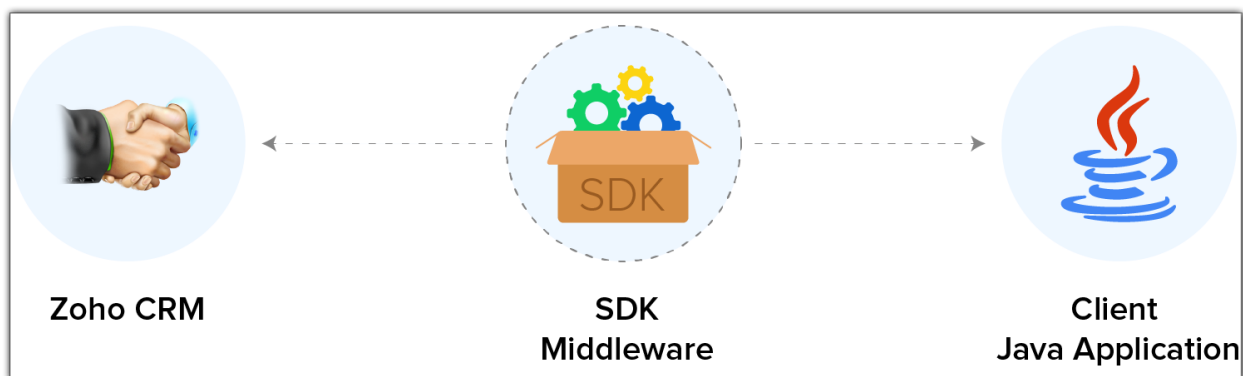 SDK
Zoho CRM
SDK
Middleware
Client
Java Application